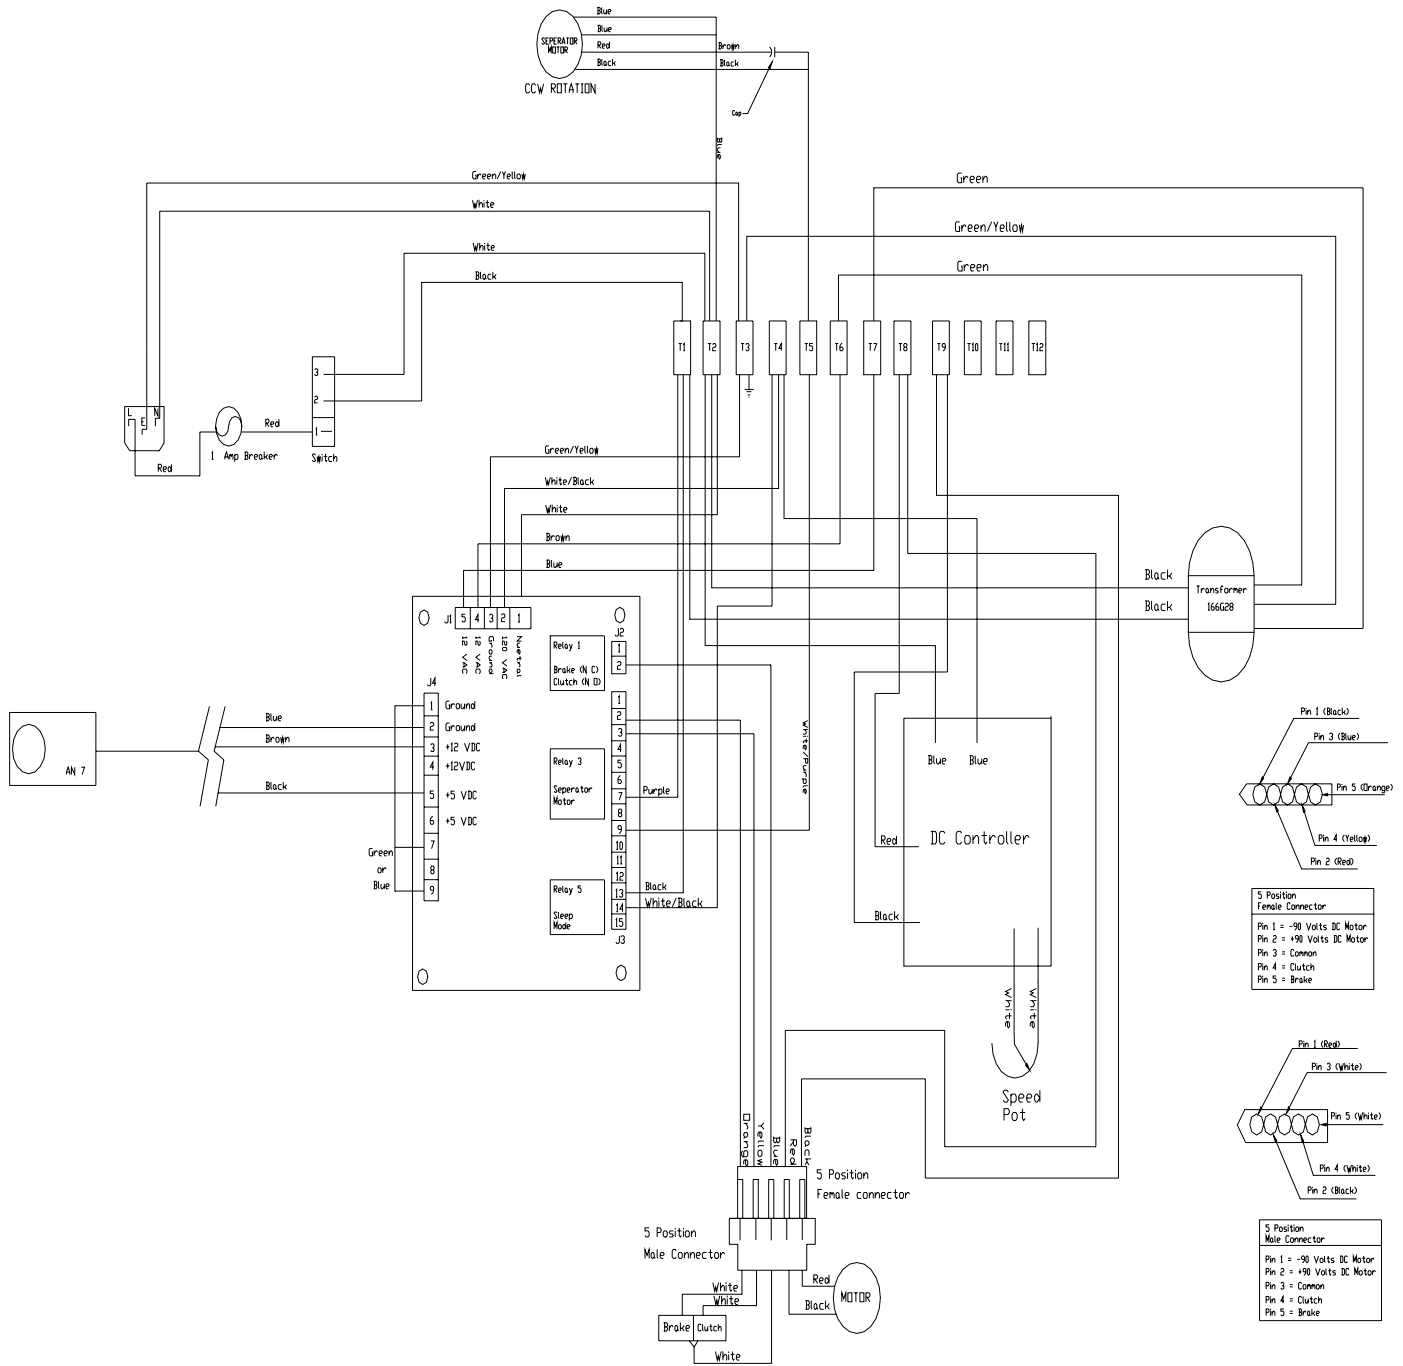 Blue
Blue
SEPERATOR
MOTOR
Red
Brown
Black
Black
CCW ROTATION
Cap
Blue
Green/Yellow
Green
White
Green/Yellow
White
Green
Black
T1
T2
T3
T4
T5
T6
T7
T8
T9
T10
T11
T12
3
2
1
Switch
L
E
N
Red
1 Amp Breaker
Red
Green/Yellow
White/Black
White
Brown
Blue
Black
Black
Transformer
166G28
J1
5
4
3
2
1
12 VAC
12 VAC
Ground
120 VAC
Nuetral
J2
1
2
Relay 1
Brake (N C)
Clutch (N O)
J4
1
Ground
2
Ground
3
+12 VDC
4
+12VDC
5
+5 VDC
6
+5 VDC
7
8
9
Blue
Brown
Black
AN 7
Green
or
Blue
Relay 3
Seperator
Motor
Relay 5
Sleep
Mode
1
2
3
4
5
6
7
8
9
10
11
12
13
14
15
J3
Purple
White/Purple
Black
White/Black
Blue
Blue
DC Controller
Red
Black
White
White
Speed
Pot
Pin 1 (Black)
Pin 3 (Blue)
Pin 5 (Orange)
Pin 4 (Yellow)
Pin 2 (Red)
5 Position
Female Connector
Pin 1 = -90 Volts DC Motor
Pin 2 = +90 Volts DC Motor
Pin 3 = Common
Pin 4 = Clutch
Pin 5 = Brake
Pin 1 (Red)
Pin 3 (White)
Pin 5 (White)
Pin 4 (White)
Pin 2 (Black)
5 Position
Male Connector
Pin 1 = -90 Volts DC Motor
Pin 2 = +90 Volts DC Motor
Pin 3 = Common
Pin 4 = Clutch
Pin 5 = Brake
Orange
Yellow
Blue
Red
Black
5 Position
Female connector
5 Position
Male Connector
White
White
Red
Black
MOTOR
Brake
Clutch
White